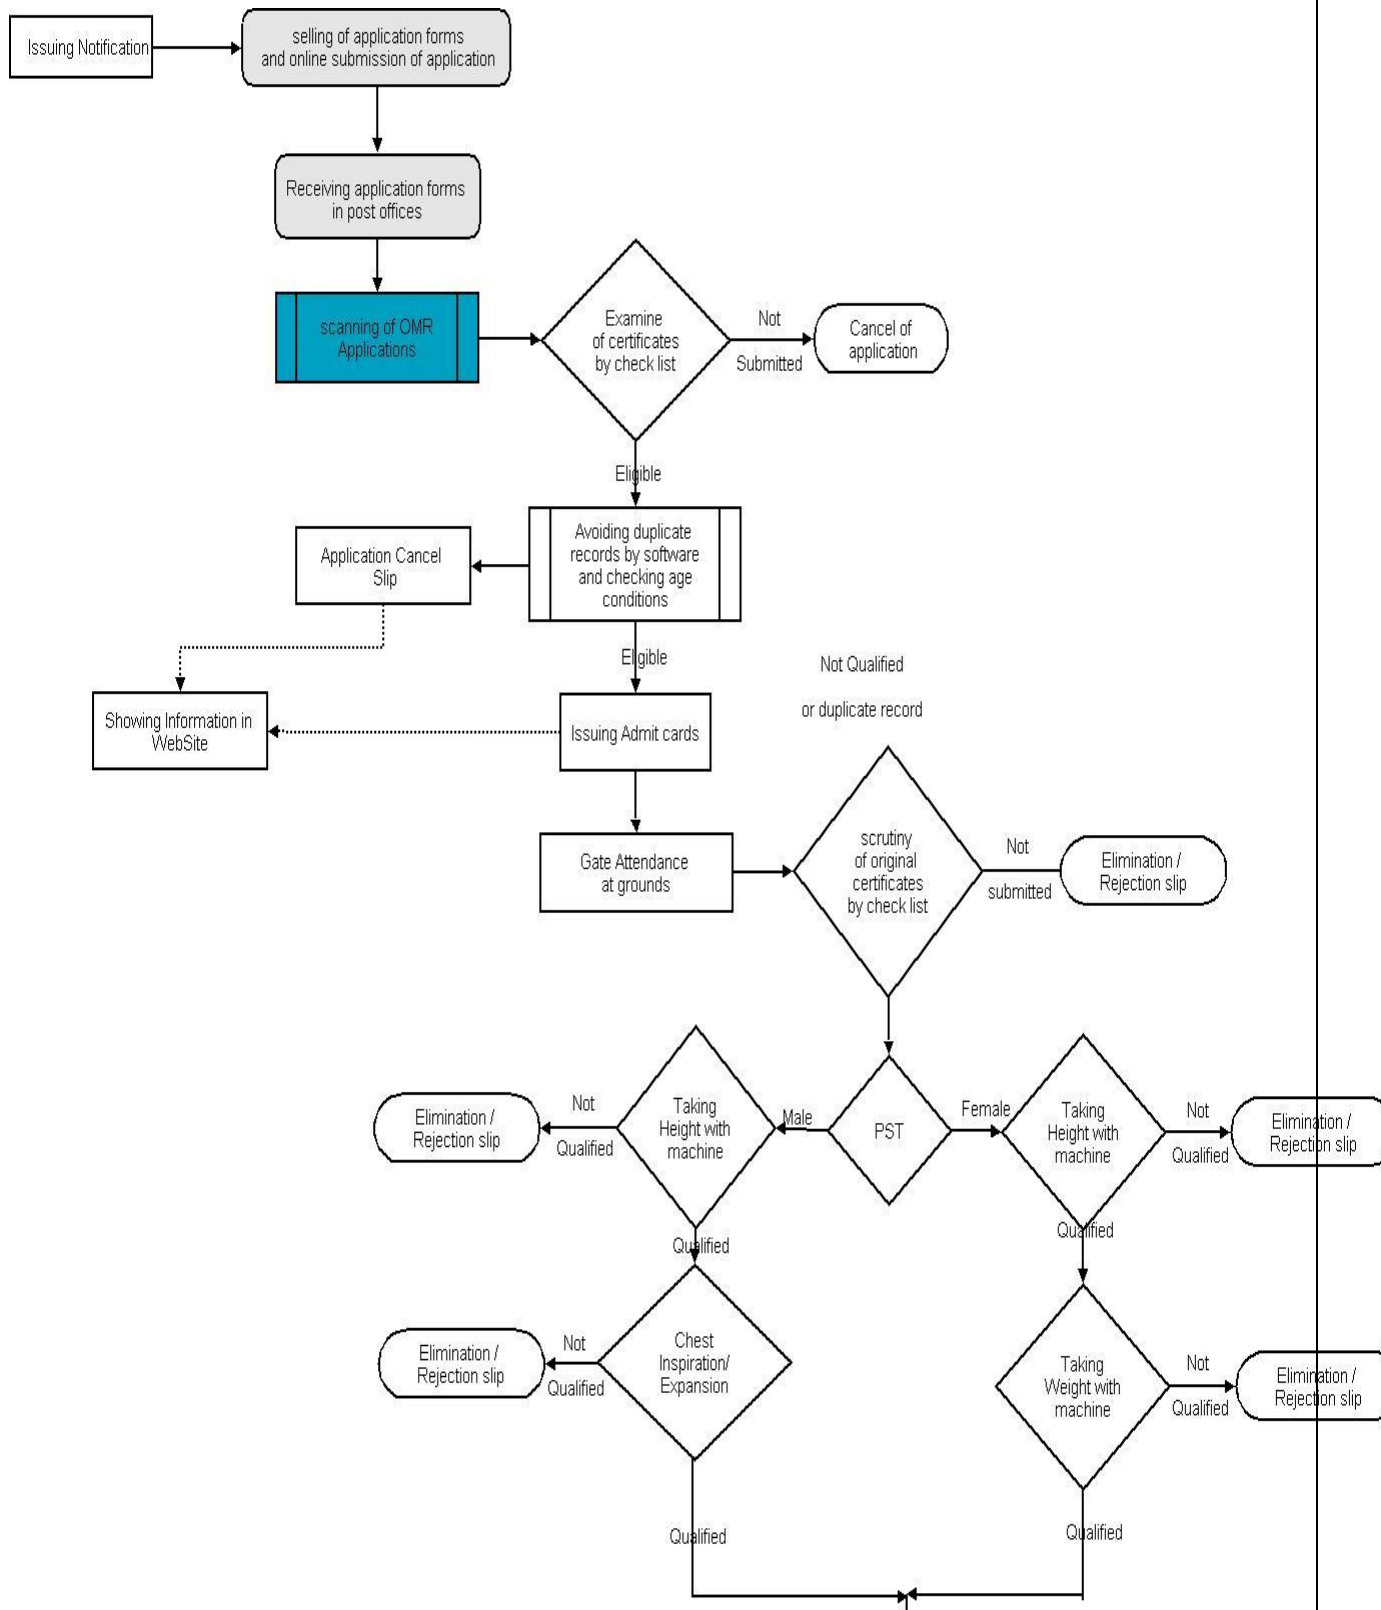 Issuing Notification
selling of application forms
and online submission of application
Receiving application forms
in post offices
scanning of OMR
Applications
Examine
of certificates
by check list
Not
Submitted
Cancel of
application
Eligible
Avoiding duplicate
records by software
and checking age
conditions
Application Cancel
Slip
Eligible
Not Qualified
or duplicate record
Showing Information in
WebSite
Issuing Admit cards
Gate Attendance
at grounds
scrutiny
of original
certificates
by check list
Not
submitted
Elimination /
Rejection slip
Elimination /
Rejection slip
Not
Qualified
Taking
Height with
machine
Male
PST
Female
Taking
Height with
machine
Not
Qualified
Elimination /
Rejection slip
Qualified
Qualified
Elimination /
Rejection slip
Not
Qualified
Chest
Inspiration/
Expansion
Taking
Weight with
machine
Not
Qualified
Elimination /
Rejection slip
Qualified
Qualified